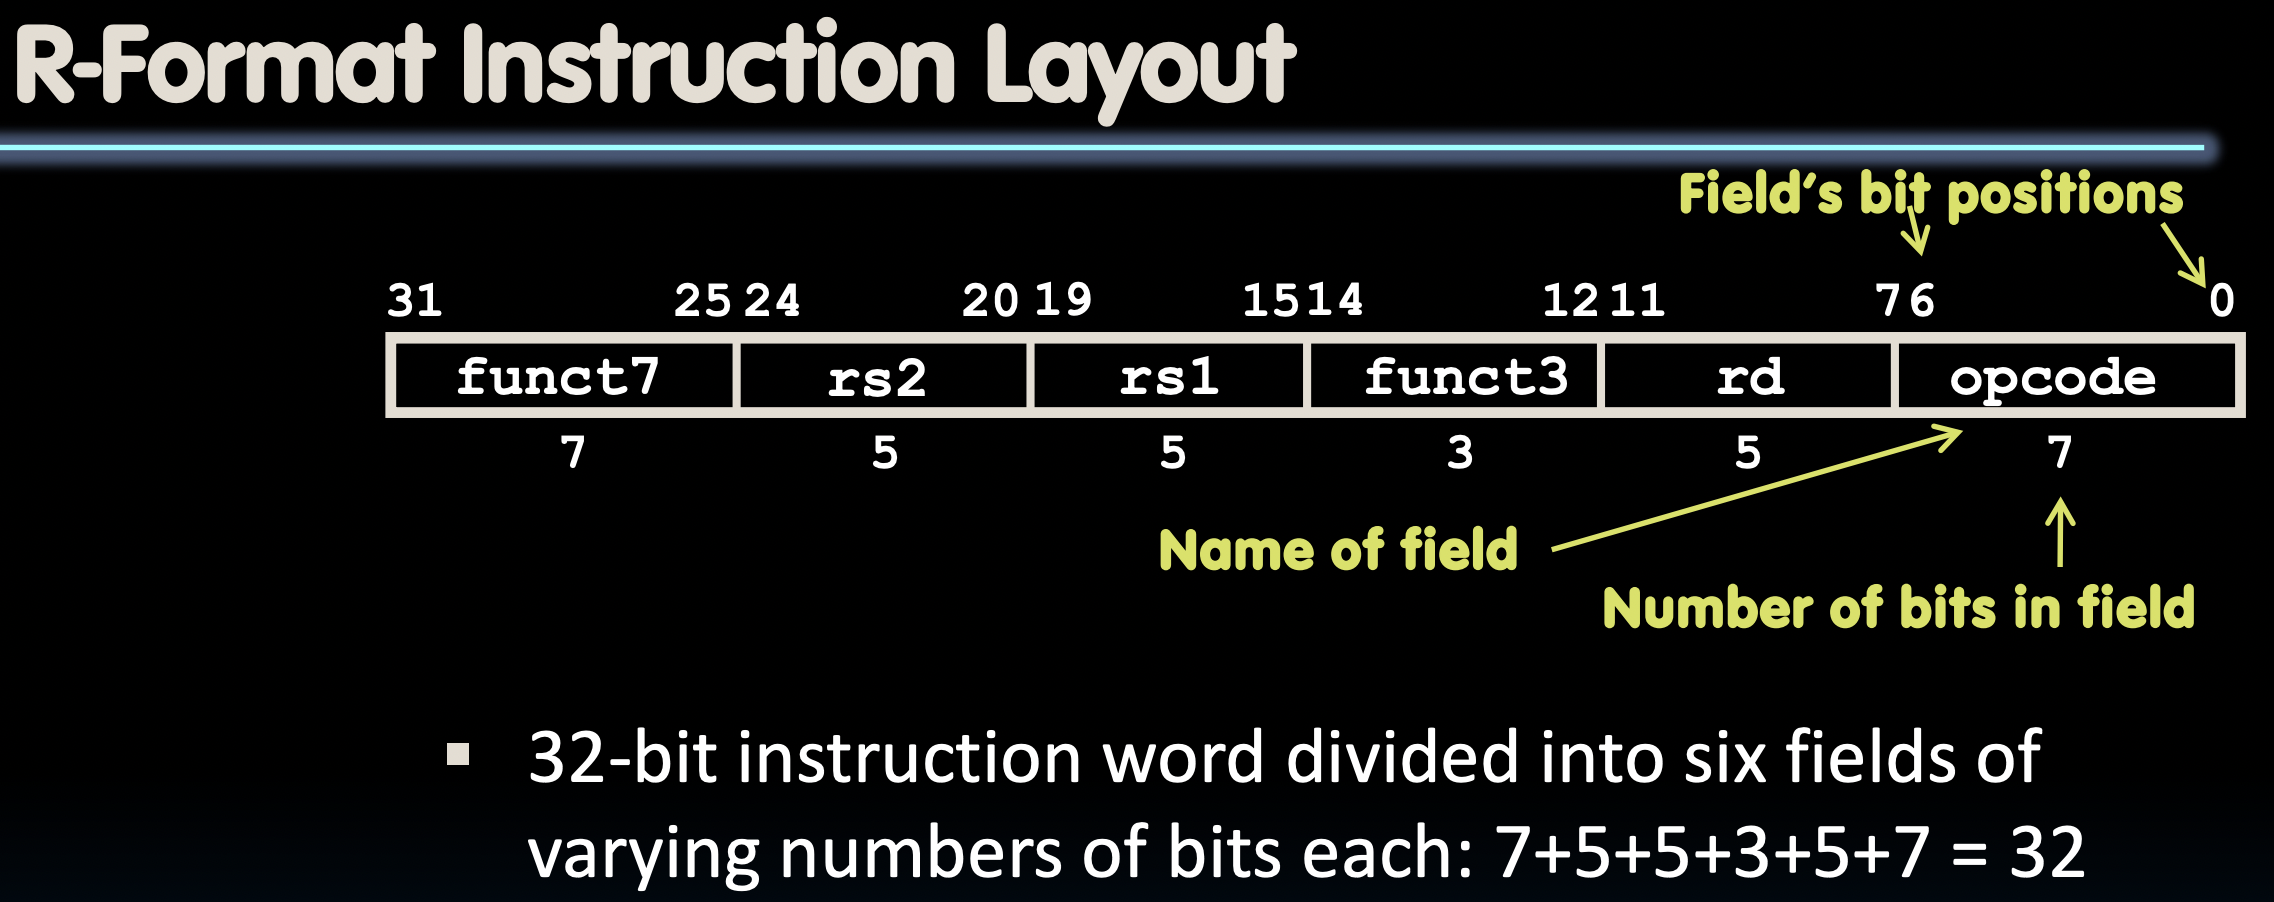 R-Format Instruction Layout
Field's bit positions
31 25 24 20 19 15 14 12 11 7 6 0
funct7 rs2 rs1 funct3 rd opcode
7 5 5 3 5 7
Name of field
Number of bits in field
▪ 32-bit instruction word divided into six fields of
varying numbers of bits each: 7+5+5+3+5+7 = 32